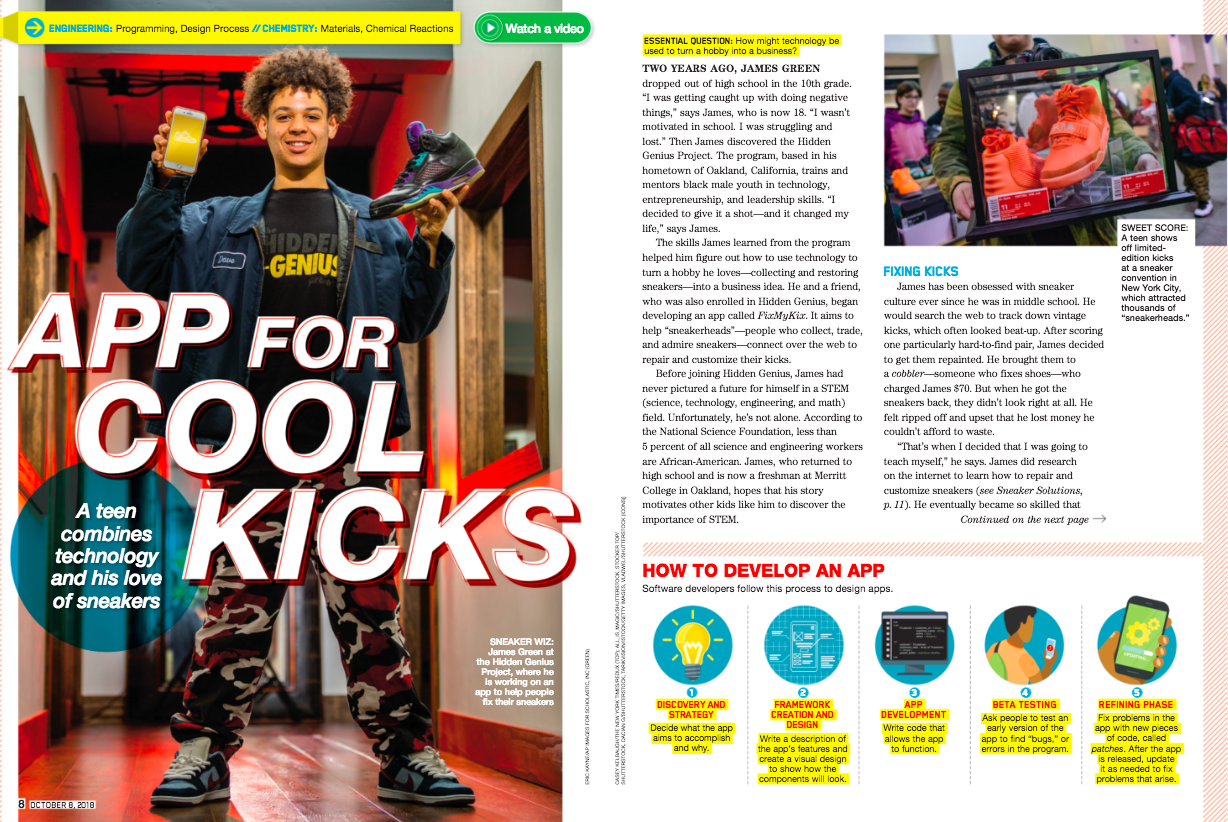 ENGINEERING: Programming, Design Process // CHEMISTRY: Materials, Chemical Reactions
Watch a video
Dave
HIDDEN
-GENIUS
APP FOR
COOL
KICKS
A teen
combines
technology
and his love
of sneakers
SNEAKER WIZ:
James Green at
the Hidden Genius
Project, where he
is working on an
app to help people
fix their sneakers
8 OCTOBER 8, 2018
ERIC KAYNE/AP IMAGES FOR SCHOLASTIC, INC (GREEN)
ESSENTIAL QUESTION: How might technology be
used to turn a hobby into a business?
TWO YEARS AGO, JAMES GREEN
dropped out of high school in the 10th grade.
“I was getting caught up with doing negative
things,” says James, who is now 18. “I wasn’t
motivated in school. I was struggling and
lost.” Then James discovered the Hidden
Genius Project. The program, based in his
hometown of Oakland, California, trains and
mentors black male youth in technology,
entrepreneurship, and leadership skills. “I
decided to give it a shot—and it changed my
life,” says James.
The skills James learned from the program
helped him figure out how to use technology to
turn a hobby he loves—collecting and restoring
sneakers—into a business idea. He and a friend,
who was also enrolled in Hidden Genius, began
developing an app called FixMyKix. It aims to
help “sneakerheads”—people who collect, trade,
and admire sneakers—connect over the web to
repair and customize their kicks.
Before joining Hidden Genius, James had
never pictured a future for himself in a STEM
(science, technology, engineering, and math)
field. Unfortunately, he’s not alone. According to
the National Science Foundation, less than
5 percent of all science and engineering workers
are African-American. James, who returned to
high school and is now a freshman at Merritt
College in Oakland, hopes that his story
motivates other kids like him to discover the
importance of STEM.
SWEET SCORE:
A teen shows
off limited-
edition kicks
at a sneaker
convention in
New York City,
which attracted
thousands of
“sneakerheads.”
FIXING KICKS
James has been obsessed with sneaker
culture ever since he was in middle school. He
would search the web to track down vintage
kicks, which often looked beat-up. After scoring
one particularly hard-to-find pair, James decided
to get them repainted. He brought them to
a cobbler—someone who fixes shoes—who
charged James $70. But when he got the
sneakers back, they didn’t look right at all. He
felt ripped off and upset that he lost money he
couldn’t afford to waste.
“That’s when I decided that I was going to
teach myself,” he says. James did research
on the internet to learn how to repair and
customize sneakers (see Sneaker Solutions,
p. 11). He eventually became so skilled that
Continued on the next page →
HOW TO DEVELOP AN APP
Software developers follow this process to design apps.
1
DISCOVERY AND
STRATEGY
Decide what the app
aims to accomplish
and why.
2
FRAMEWORK
CREATION AND
DESIGN
Write a description of
the app’s features and
create a visual design
to show how the
components will look.
3
APP
DEVELOPMENT
Write code that
allows the app
to function.
4
BETA TESTING
Ask people to test an
early version of the
app to find “bugs,” or
errors in the program.
5
REFINING PHASE
Fix problems in the
app with new pieces
of code, called
patches. After the app
is released, update
it as needed to fix
problems that arise.